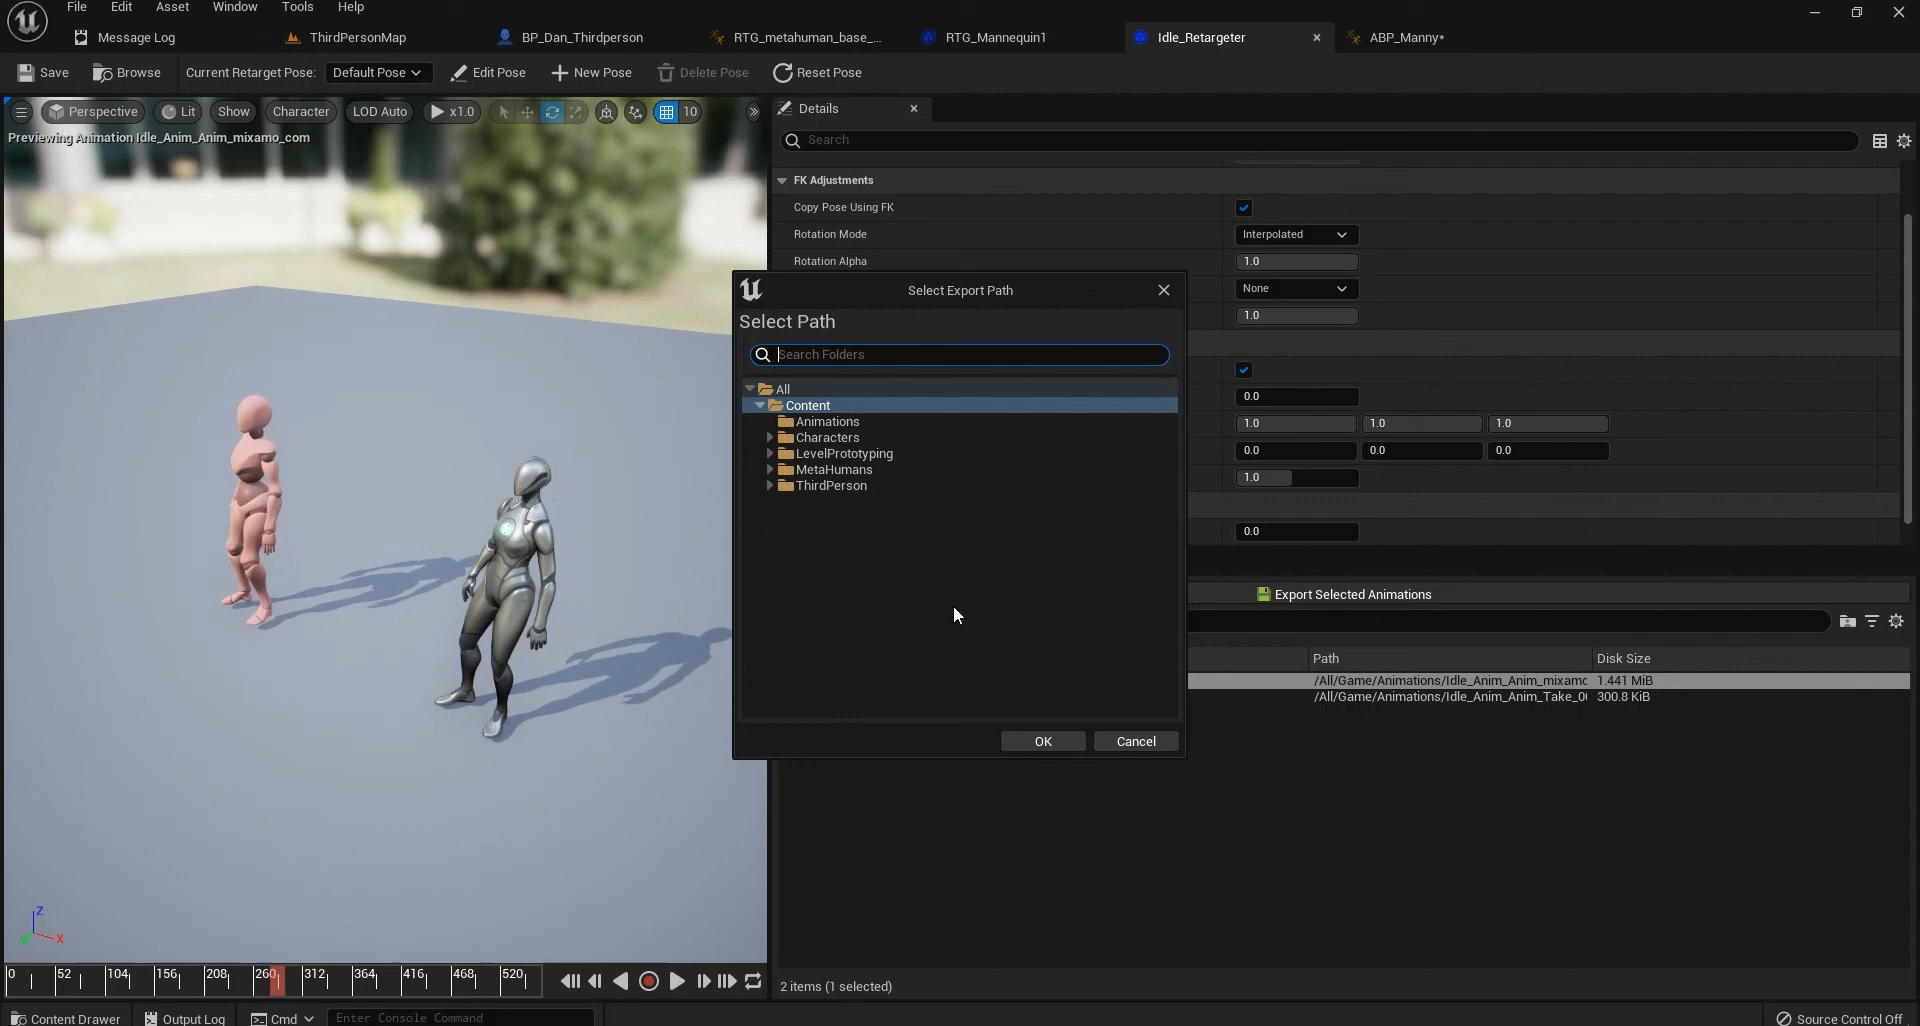 File Edit Asset Window Tools Help
Message Log ThirdPersonMap BP_Dan_Thirdperson RTG_metahuman_base_... RTG_Mannequin1 Idle_Retargeter ABP_Manny*
Save Browse Current Retarget Pose: Default Pose Edit Pose New Pose Delete Pose Reset Pose
Perspective Lit Show Character LOD Auto x1.0 10
Details
Previewing Animation Idle_Anim_Anim_mixamo_com
Search
FK Adjustments
Copy Pose Using FK
Rotation Mode Interpolated
Rotation Alpha 1.0
None
1.0
0.0
1.0 1.0 1.0
0.0 0.0 0.0
1.0
0.0
Select Export Path
Select Path
Search Folders
All
Content
Animations
Characters
LevelPrototyping
MetaHumans
ThirdPerson
OK Cancel
Export Selected Animations
Path Disk Size
/All/Game/Animations/Idle_Anim_Anim_mixamc 1.441 MiB
/All/Game/Animations/Idle_Anim_Anim_Take_0( 300.8 KiB
Z
X
0 52 104 156 208 260 312 364 416 468 520
2 items (1 selected)
Content Drawer Output Log Cmd Enter Console Command Source Control Off